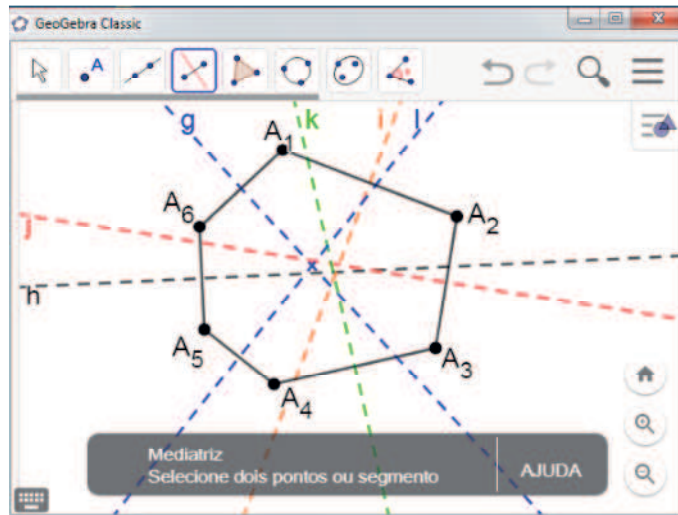 GeoGebra Classic
A
g
k
i
l
A1
A6
A2
j
h
A5
A3
A4
Mediatriz
Selecione dois pontos ou segmento
AJUDA